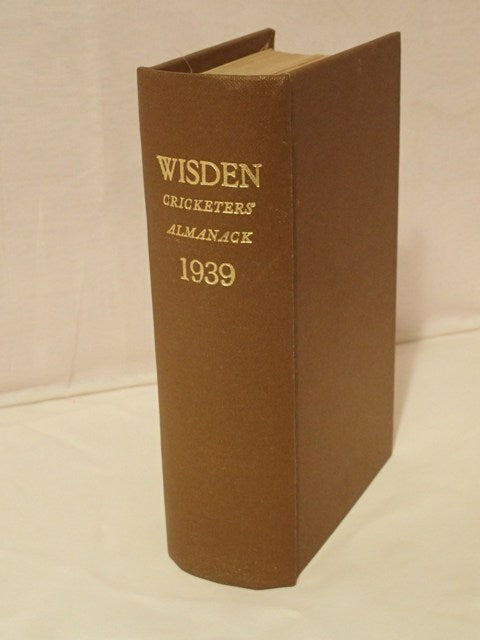 WISDEN
CRICKETERS'
ALMANACK
1939